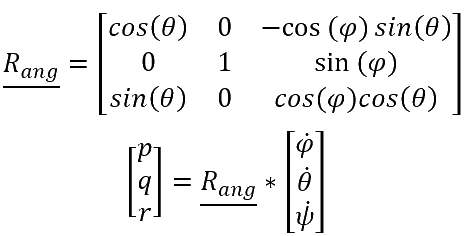 R_ang = [cos(θ) 0 −cos (φ) sin(θ)
0 1 sin (φ)
sin(θ) 0 cos(φ)cos(θ)]
[p q r] = R_ang ∗ [φ̇ θ̇ ψ̇]